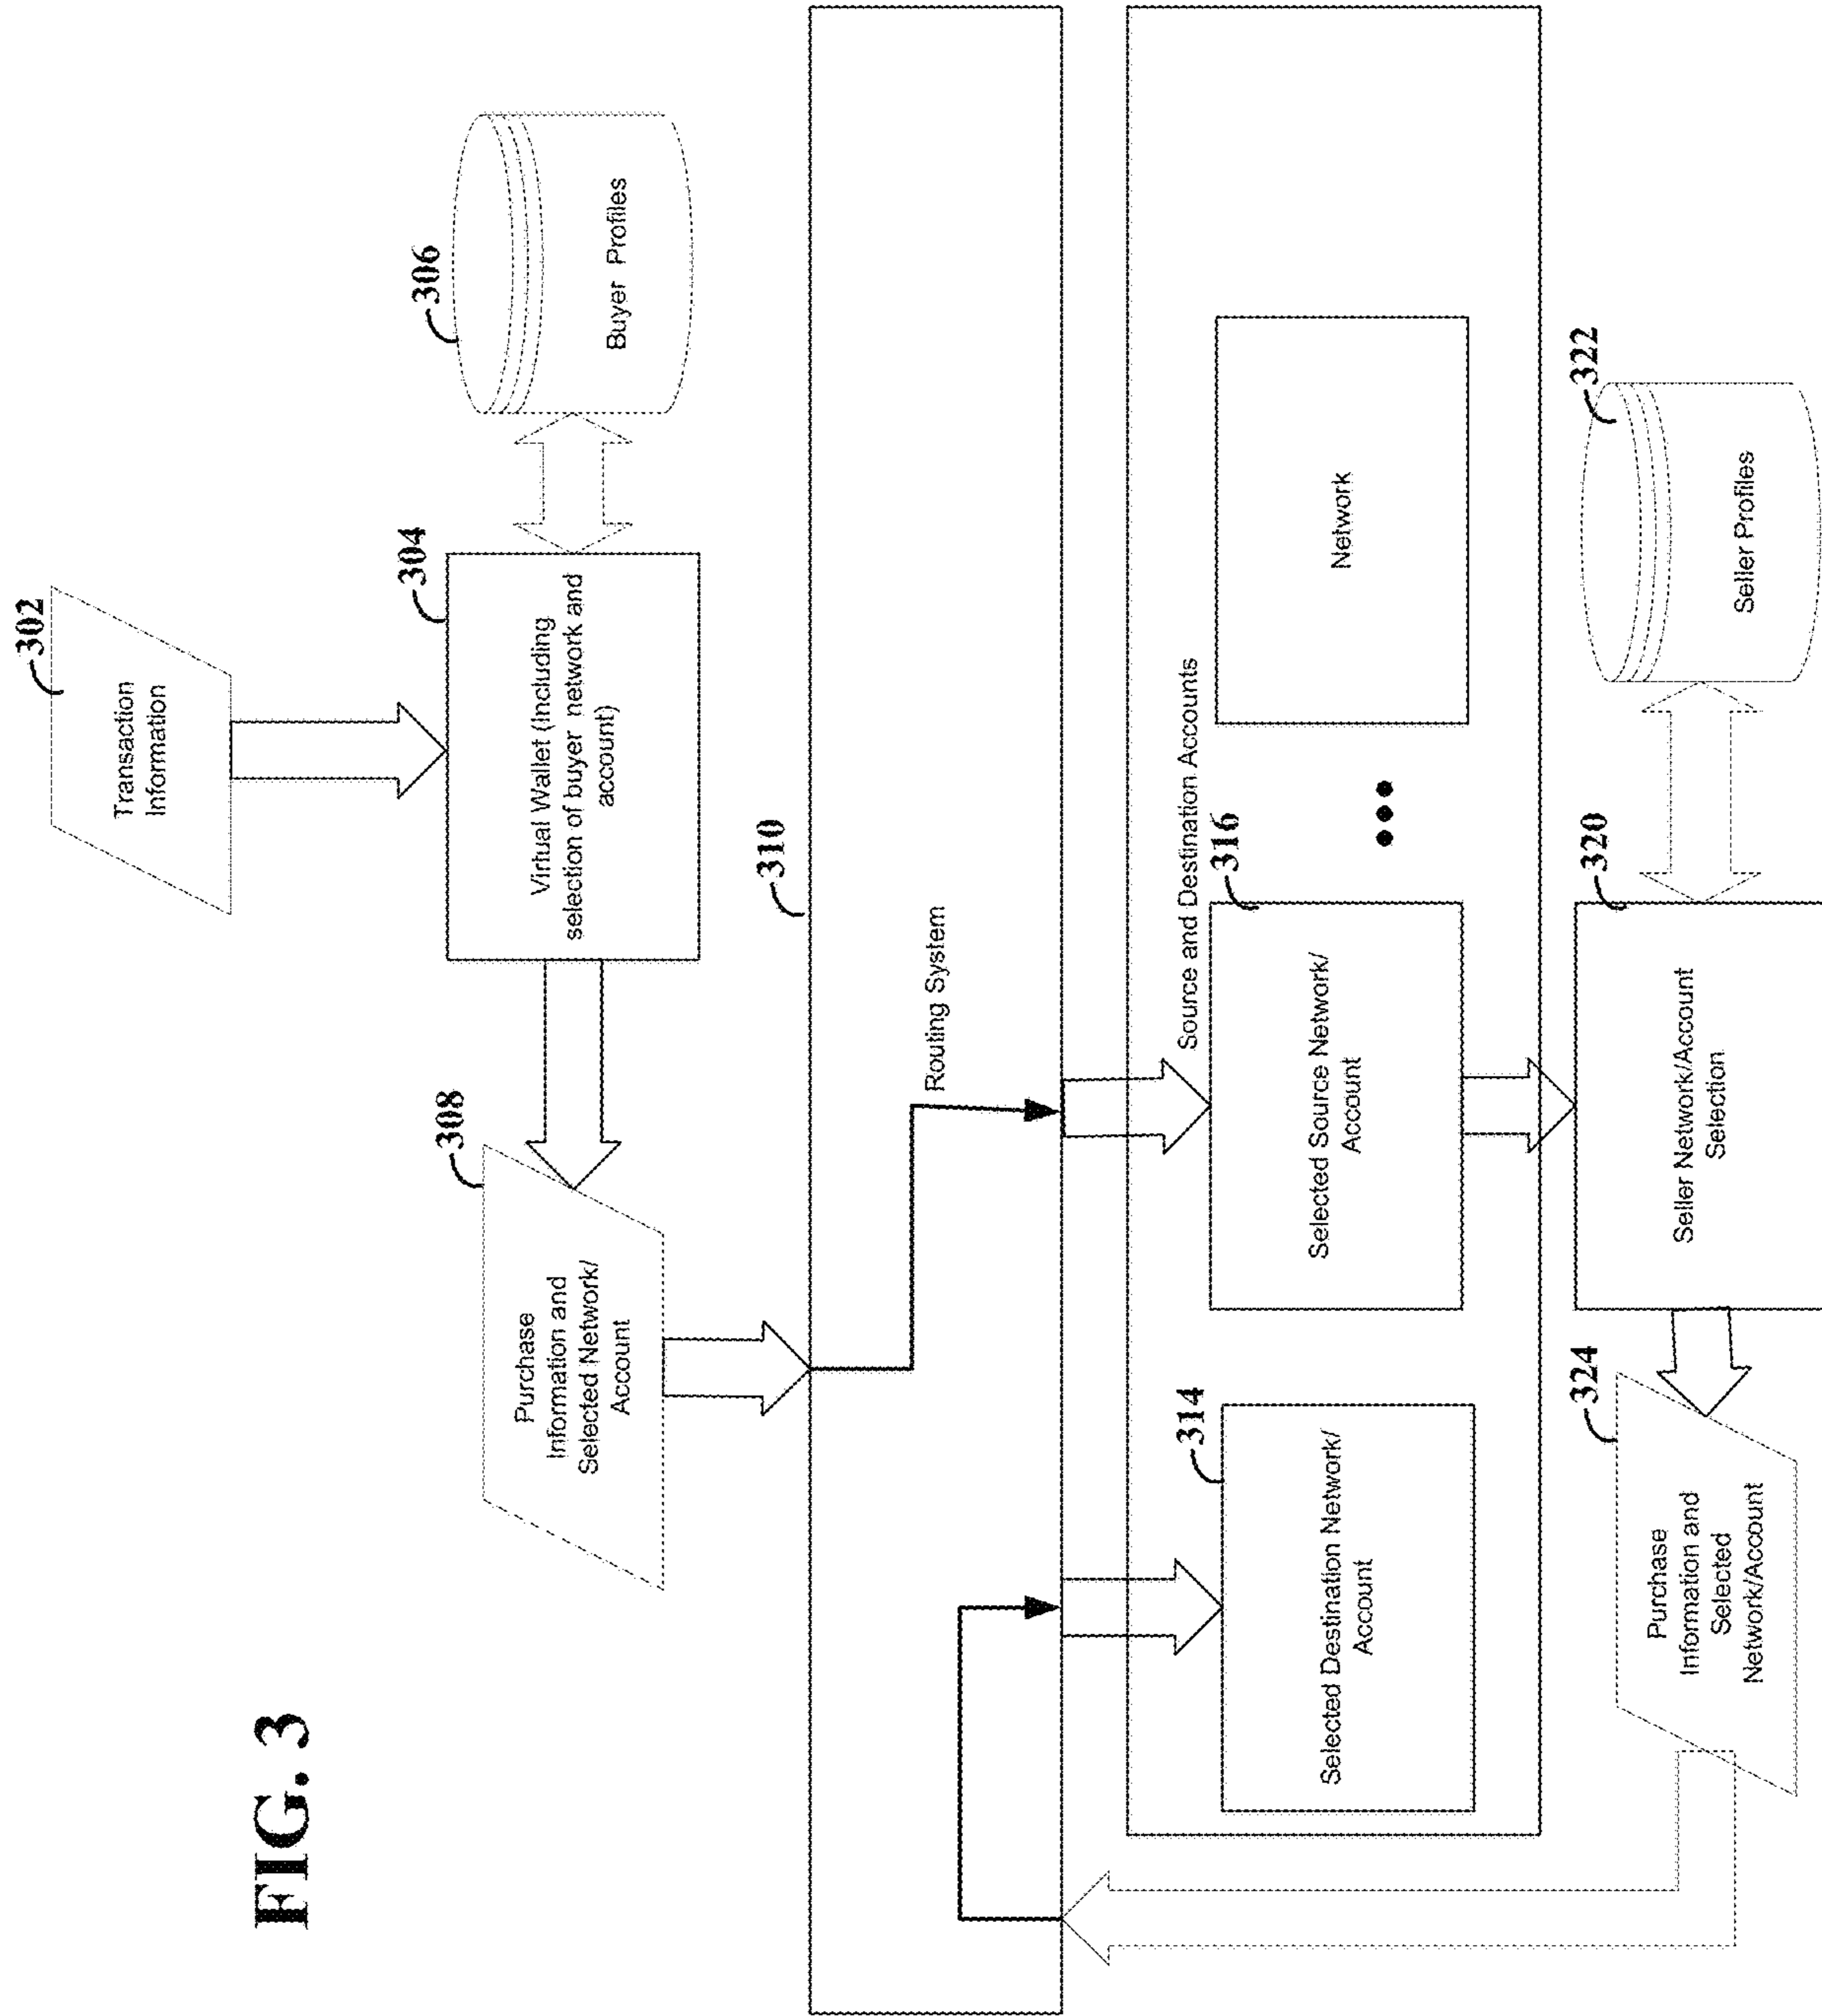 FIG. 3
302
Transaction
Information
304
Virtual Wallet (Including
selection of buyer network and
account)
306
Buyer Profiles
308
Purchase
Information and
Selected Network/
Account
310
Routing System
Source and Destination Accounts
314
Selected Destination Network/
Account
316
Selected Source Network/
Account
Network
320
Seller Network/Account
Selection
322
Seller Profiles
324
Purchase
Information and
Selected
Network/Account